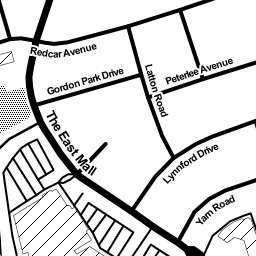 Redcar Avenue
Peterlee Avenue
Gordon Park Drive
Latton Road
The East Mall
Lynnford Drive
Yarn Road